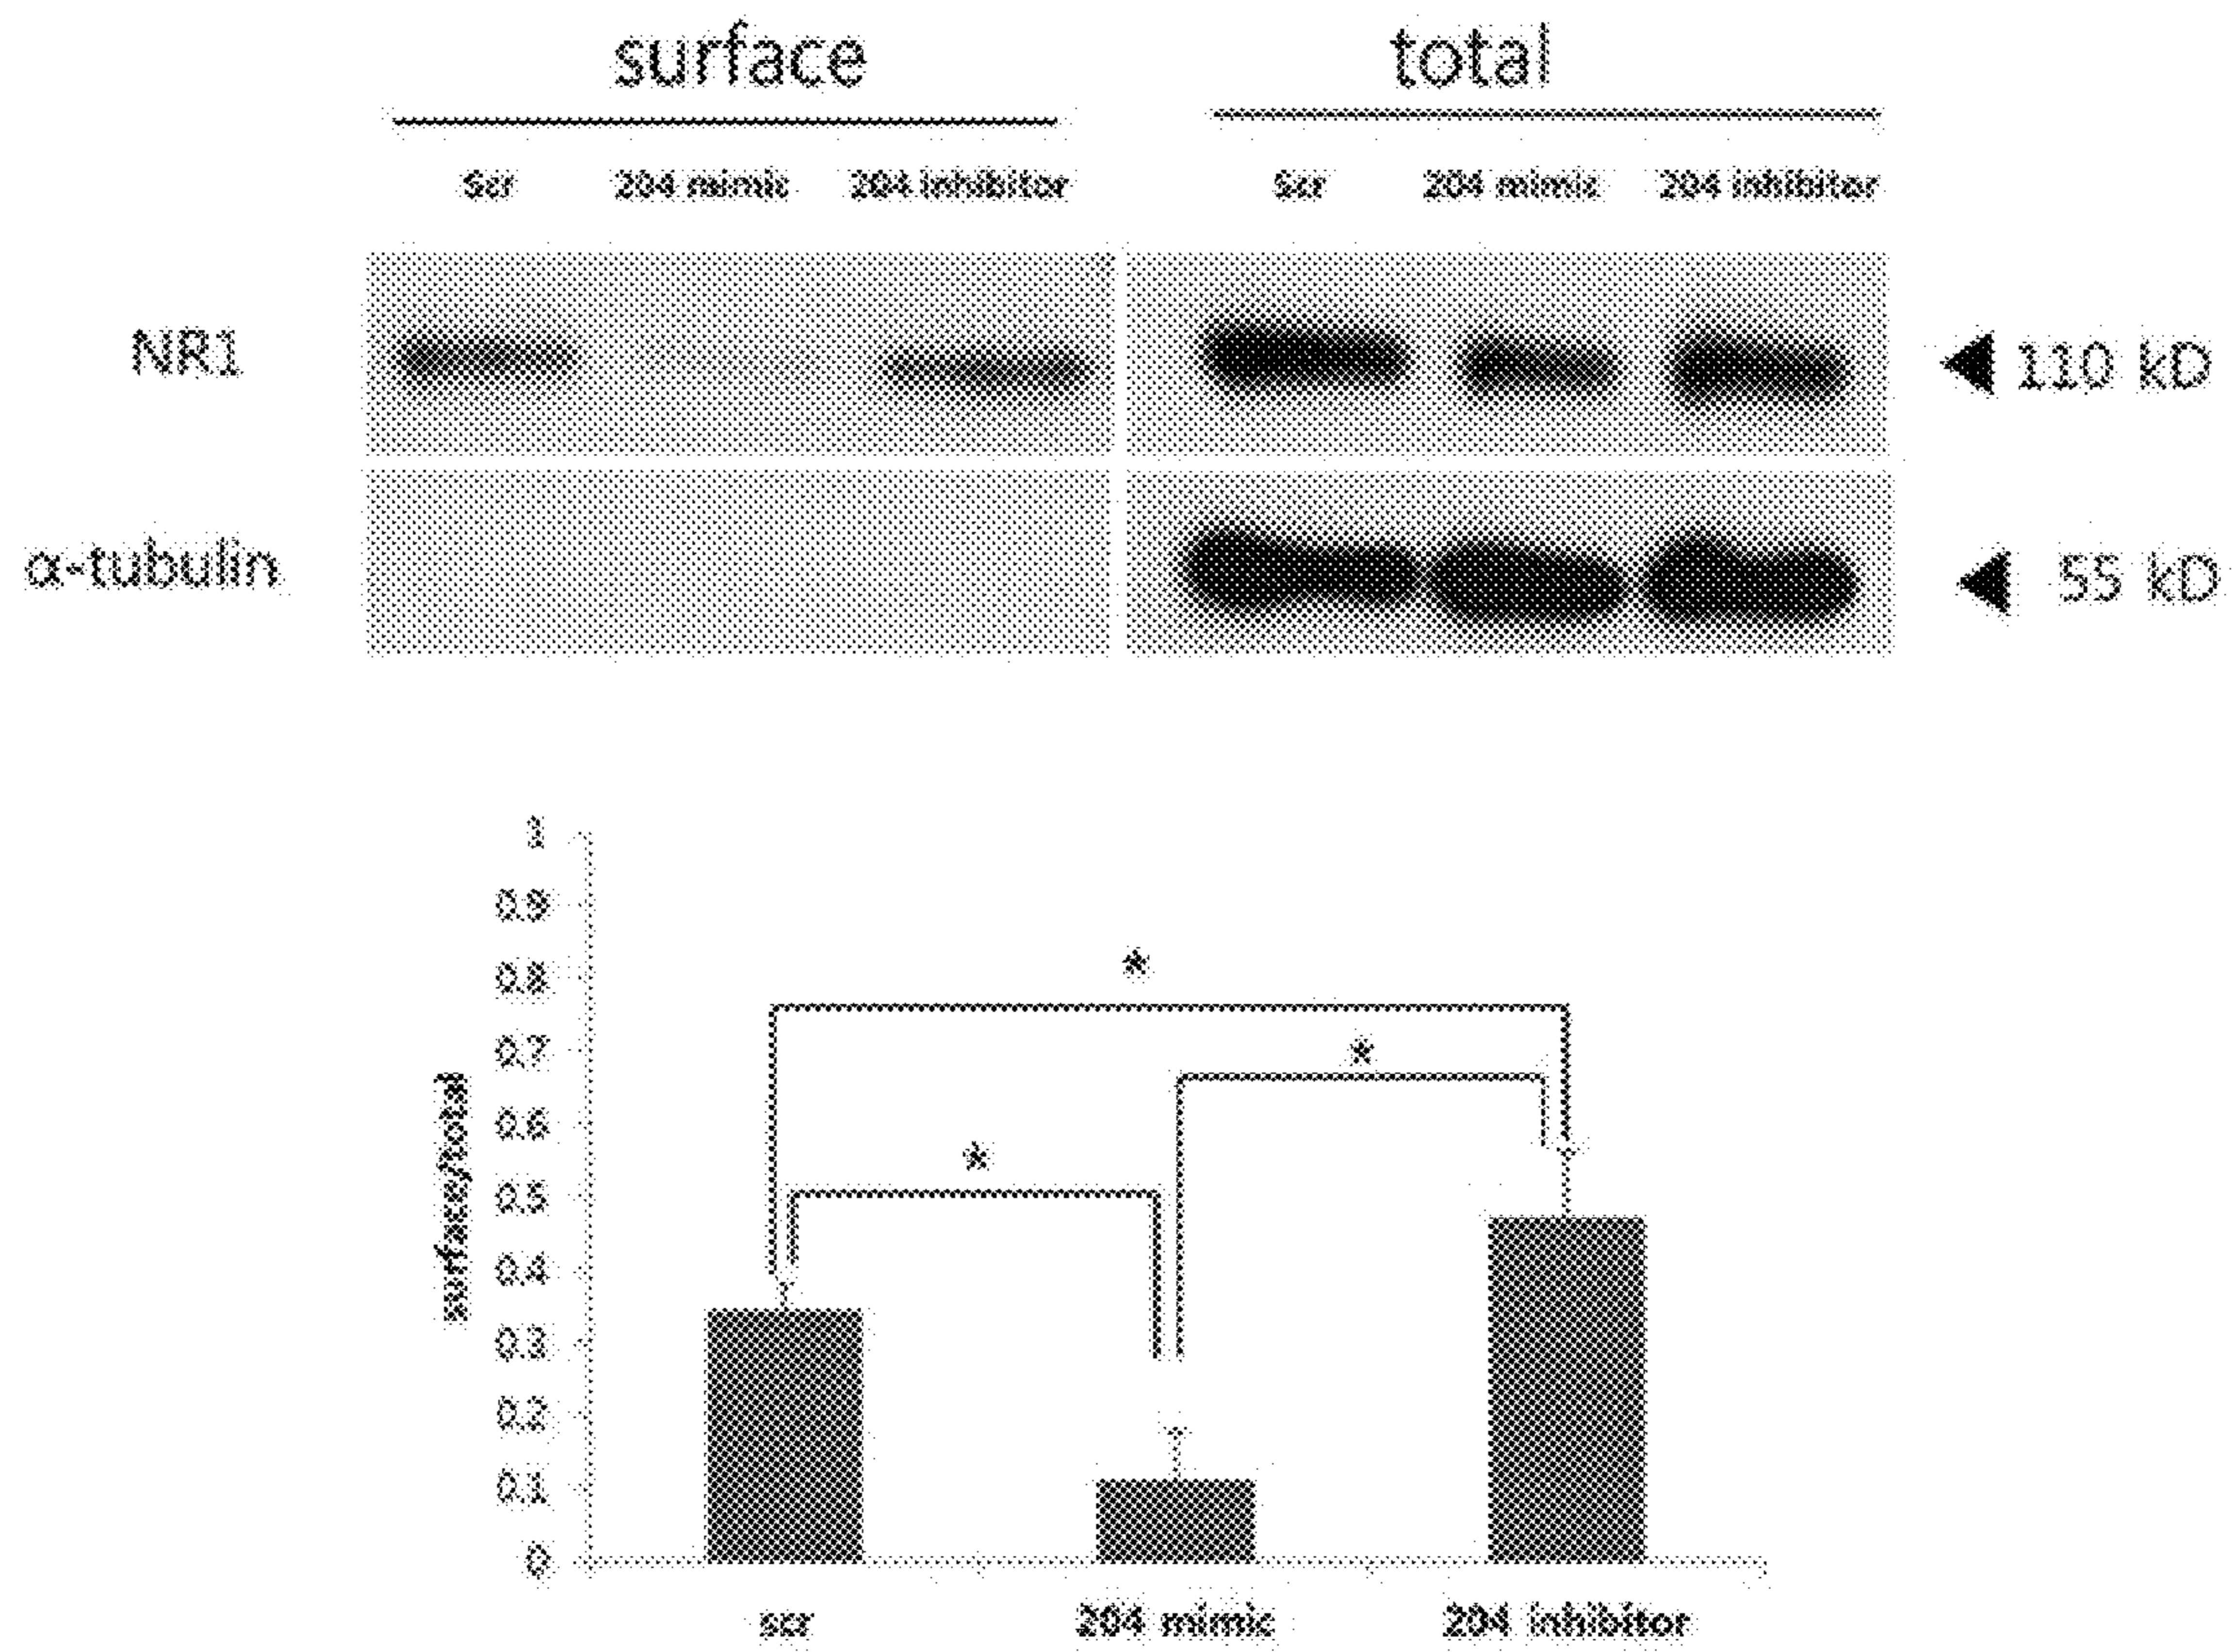 surface total
Scr 204 mimic 204 inhibitor Scr 204 mimic 204 inhibitor
NR1 110 kD
α-tubulin 55 kD
1
0.9
0.8
*
0.7
*
0.6
*
0.5
0.4
0.3
0.2
0.1
0
surface/total
scr 204 mimic 204 inhibitor